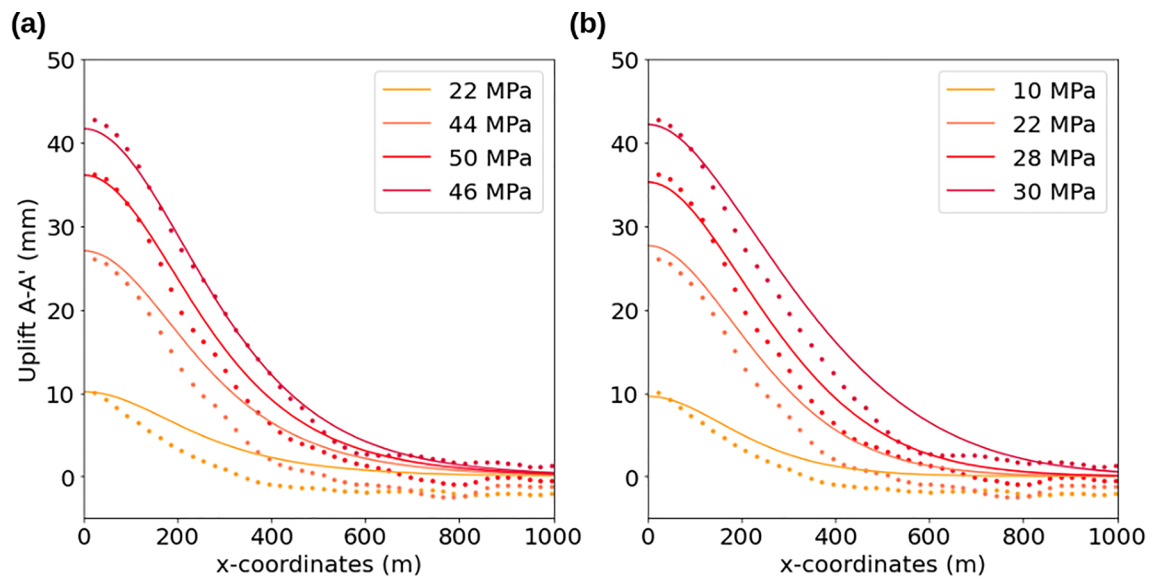 (a)
50
40
30
20
10
0
Uplift A-A' (mm)
22 MPa
44 MPa
50 MPa
46 MPa
0 200 400 600 800 1000
x-coordinates (m)
(b)
50
40
30
20
10
0
10 MPa
22 MPa
28 MPa
30 MPa
0 200 400 600 800 1000
x-coordinates (m)